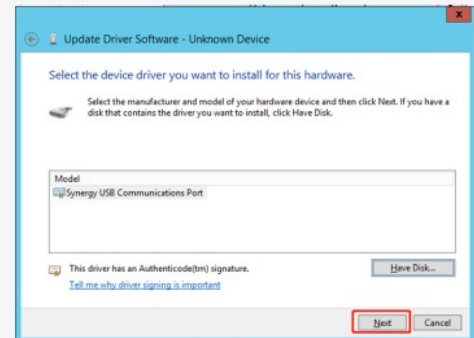 Update Driver Software - Unknown Device
Select the device driver you want to install for this hardware.
Select the manufacturer and model of your hardware device and then click Next. If you have a
disk that contains the driver you want to install, click Have Disk.
Model
Synergy USB Communications Port
This driver has an Authenticode(tm) signature.
Have Disk...
Tell me why driver signing is important
Next
Cancel